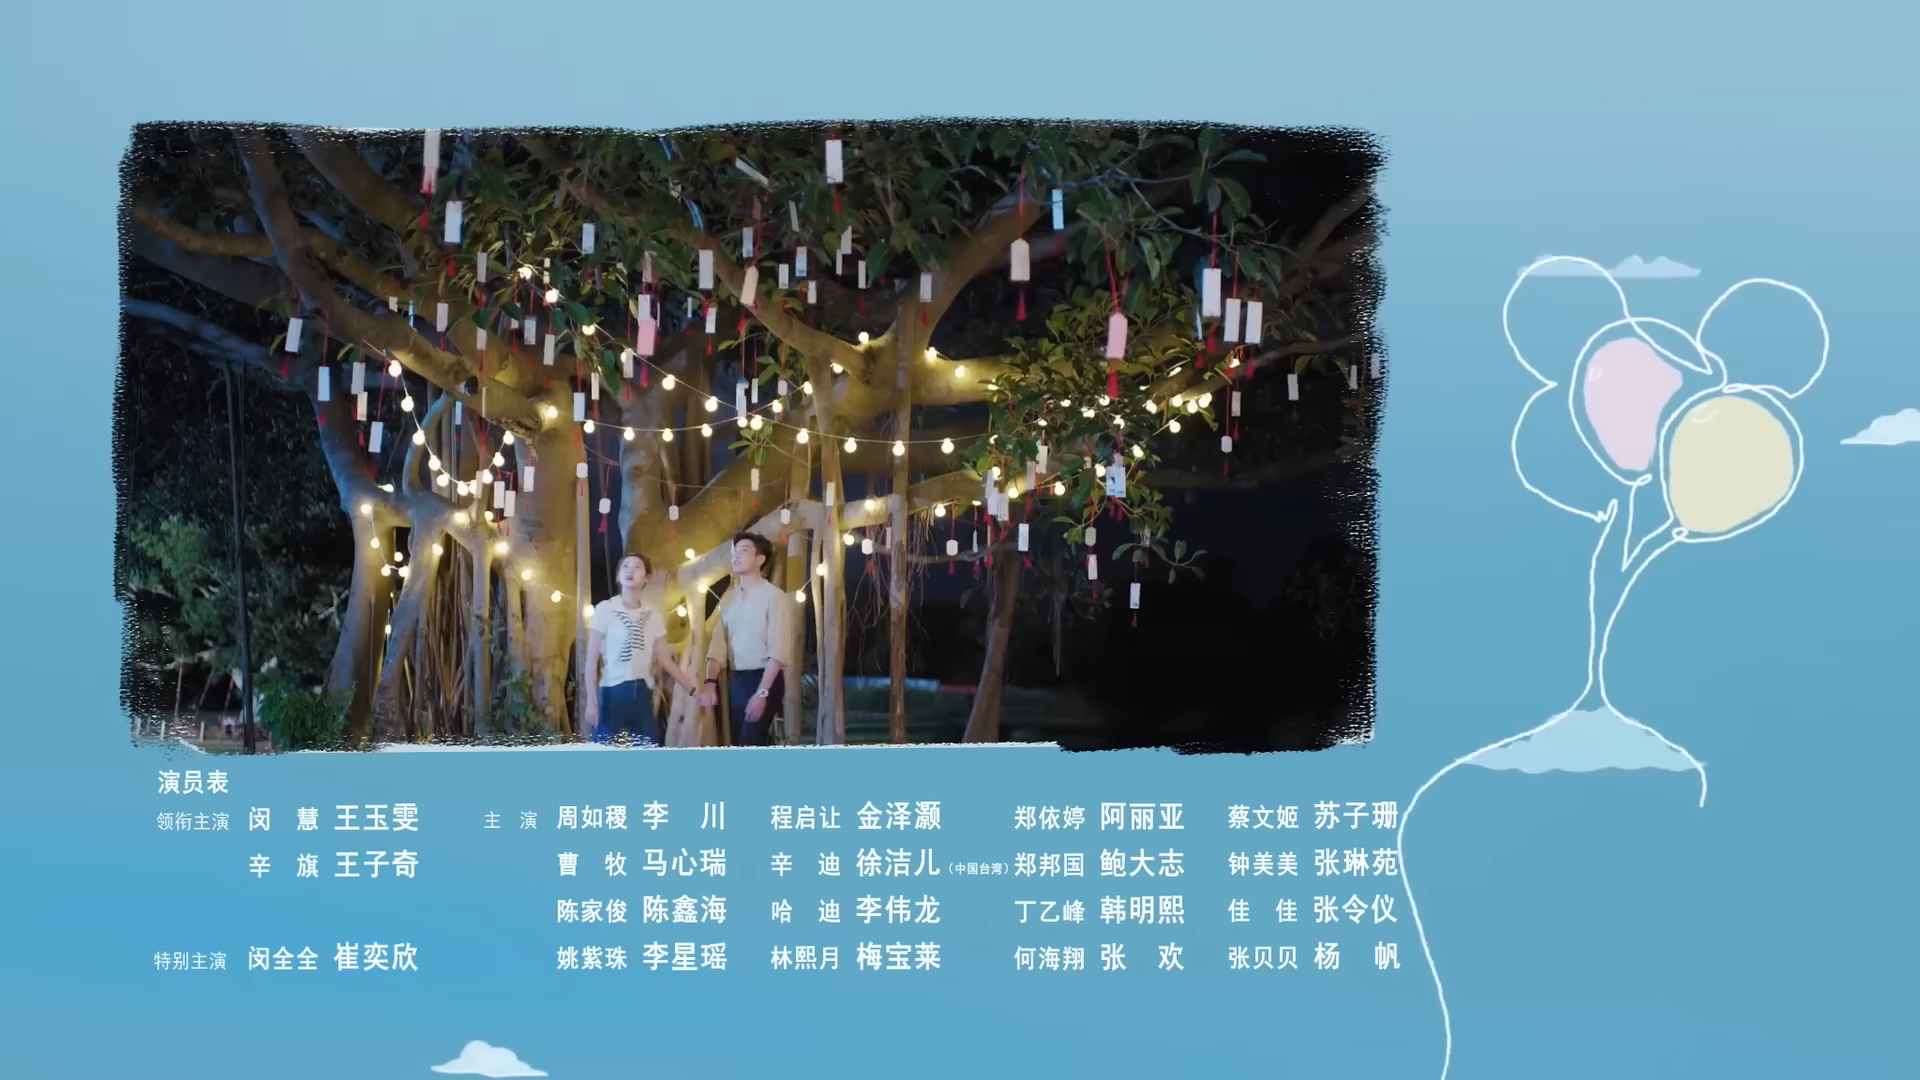 演员表
领衔主演 闵 慧 王玉雯 主 演 周如稷 李 川 程启让 金泽灏 郑依婷 阿丽亚 蔡文姬 苏子珊
辛 旗 王子奇 曹 牧 马心瑞 辛 迪 徐洁儿（中国台湾） 郑邦国 鲍大志 钟美美 张琳苑
陈家俊 陈鑫海 哈 迪 李伟龙 丁乙峰 韩明熙 佳 佳 张令仪
特别主演 闵全全 崔奕欣 姚紫珠 李星瑶 林熙月 梅宝莱 何海翔 张 欢 张贝贝 杨 帆